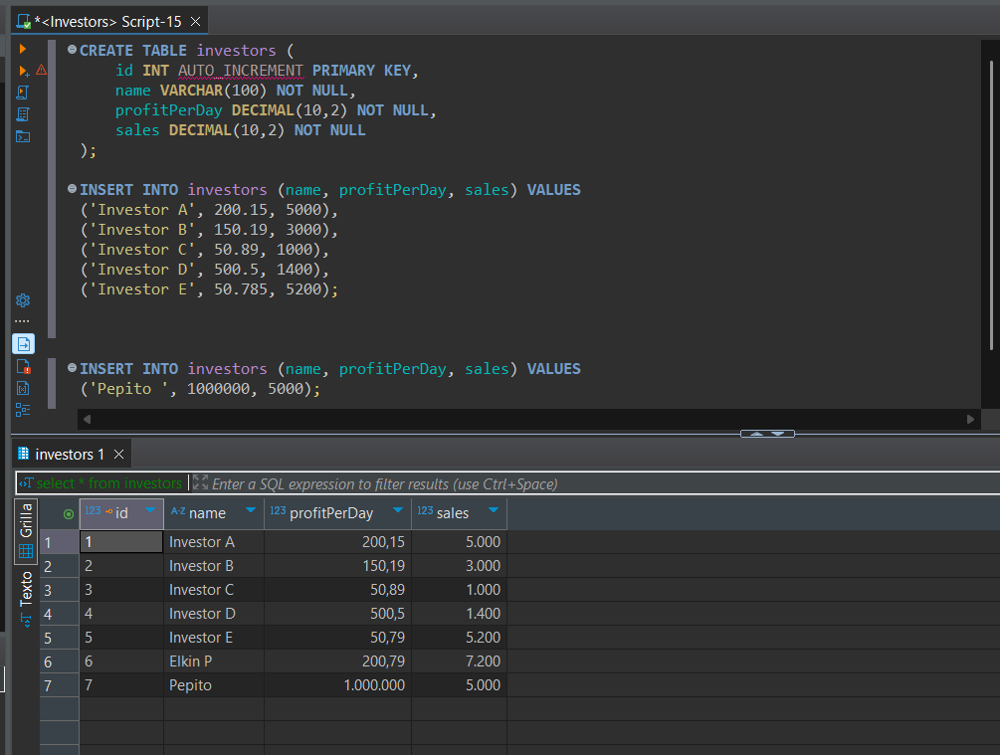 *<Investors> Script-15
CREATE TABLE investors (
id INT AUTO_INCREMENT PRIMARY KEY,
name VARCHAR(100) NOT NULL,
profitPerDay DECIMAL(10,2) NOT NULL,
sales DECIMAL(10,2) NOT NULL
);
INSERT INTO investors (name, profitPerDay, sales) VALUES
('Investor A', 200.15, 5000),
('Investor B', 150.19, 3000),
('Investor C', 50.89, 1000),
('Investor D', 500.5, 1400),
('Investor E', 50.785, 5200);
INSERT INTO investors (name, profitPerDay, sales) VALUES
('Pepito ', 1000000, 5000);
investors 1
select * from investors Enter a SQL expression to filter results (use Ctrl+Space)
Grilla
Texto
123 id A-Z name 123 profitPerDay 123 sales
1 1 Investor A 200,15 5.000
2 2 Investor B 150,19 3.000
3 3 Investor C 50,89 1.000
4 4 Investor D 500,5 1.400
5 5 Investor E 50,79 5.200
6 6 Elkin P 200,79 7.200
7 7 Pepito 1.000.000 5.000